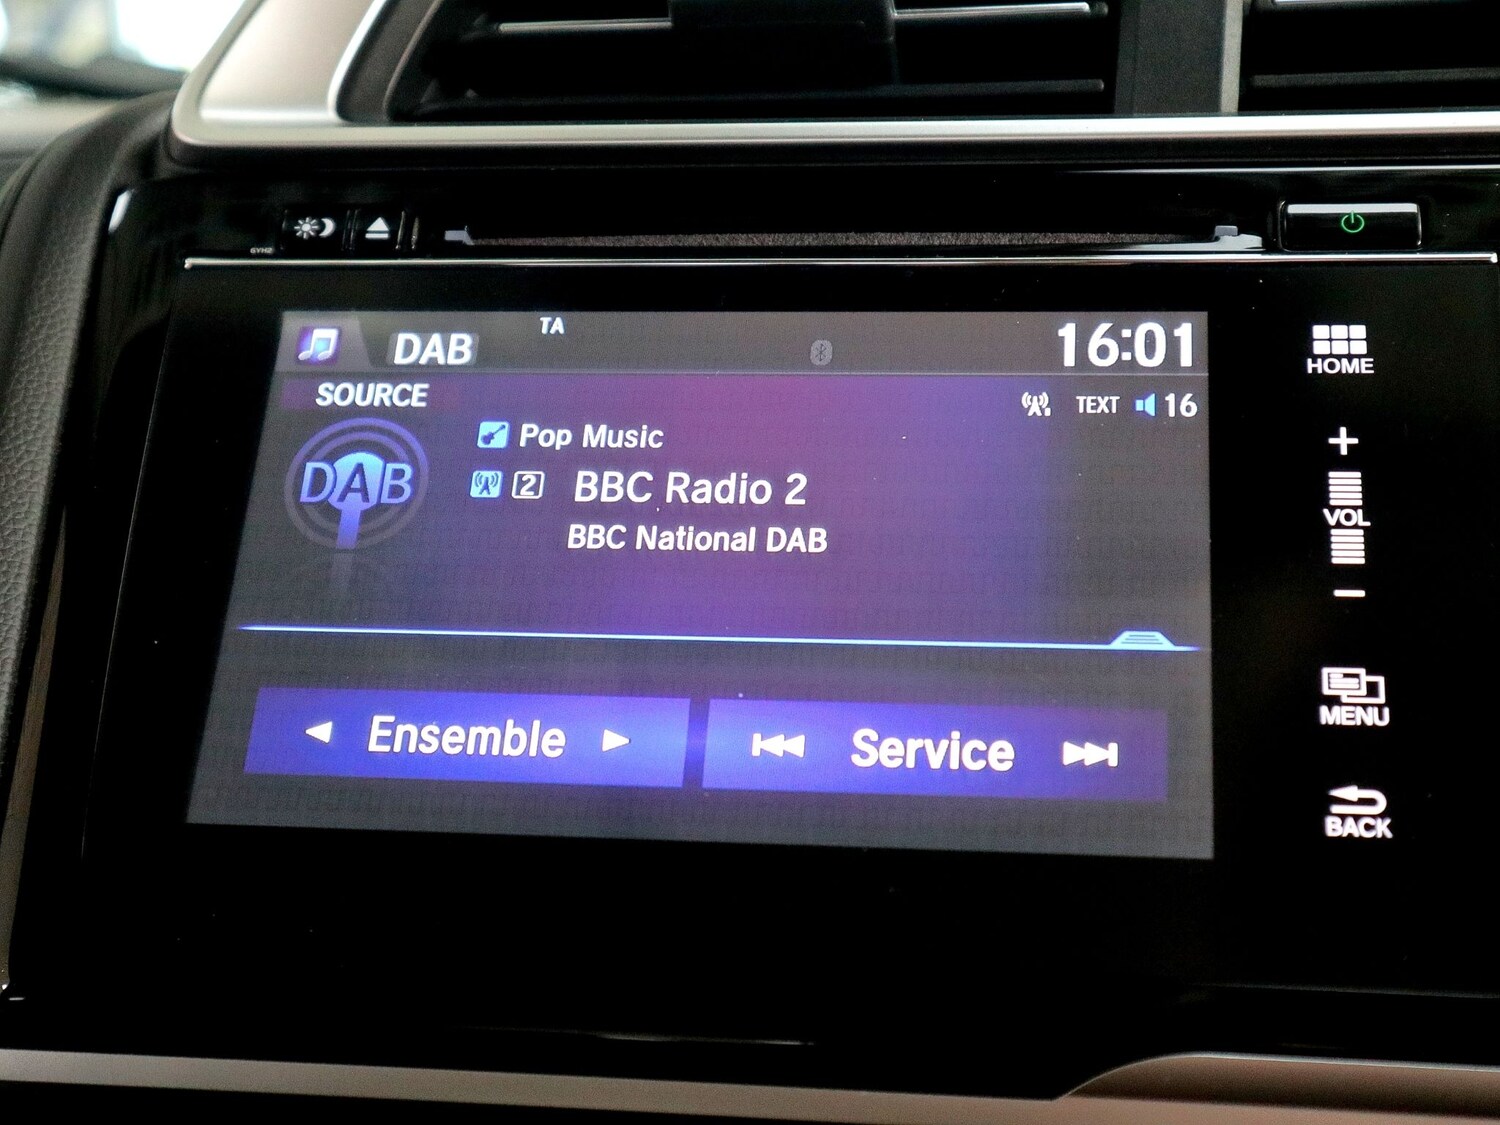 DAB
TA
16:01
SOURCE
TEXT
16
DAB
Pop Music
2
BBC Radio 2
BBC National DAB
Ensemble
Service
HOME
+
VOL
−
MENU
BACK